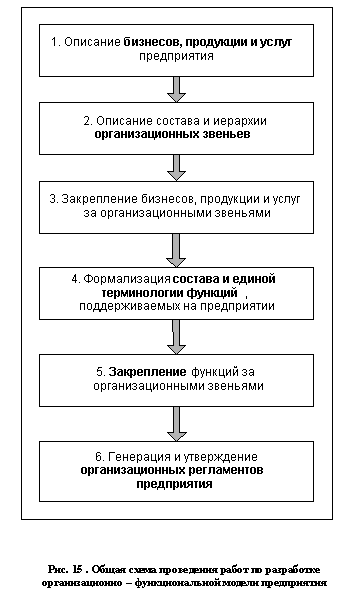 1. Описание бизнесов, продукции и услуг
предприятия
2. Описание состава и иерархии
организационных звеньев
3. Закрепление бизнесов, продукции и услуг
за организационными звеньями
4. Формализация состава и единой
терминологии функций ,
поддерживаемых на предприятии
5. Закрепление функций за
организационными звеньями
6. Генерация и утверждение
организационных регламентов
предприятия
Рис. 15 . Общая схема проведения работ по разработке
организационно – функциональной модели предприятия